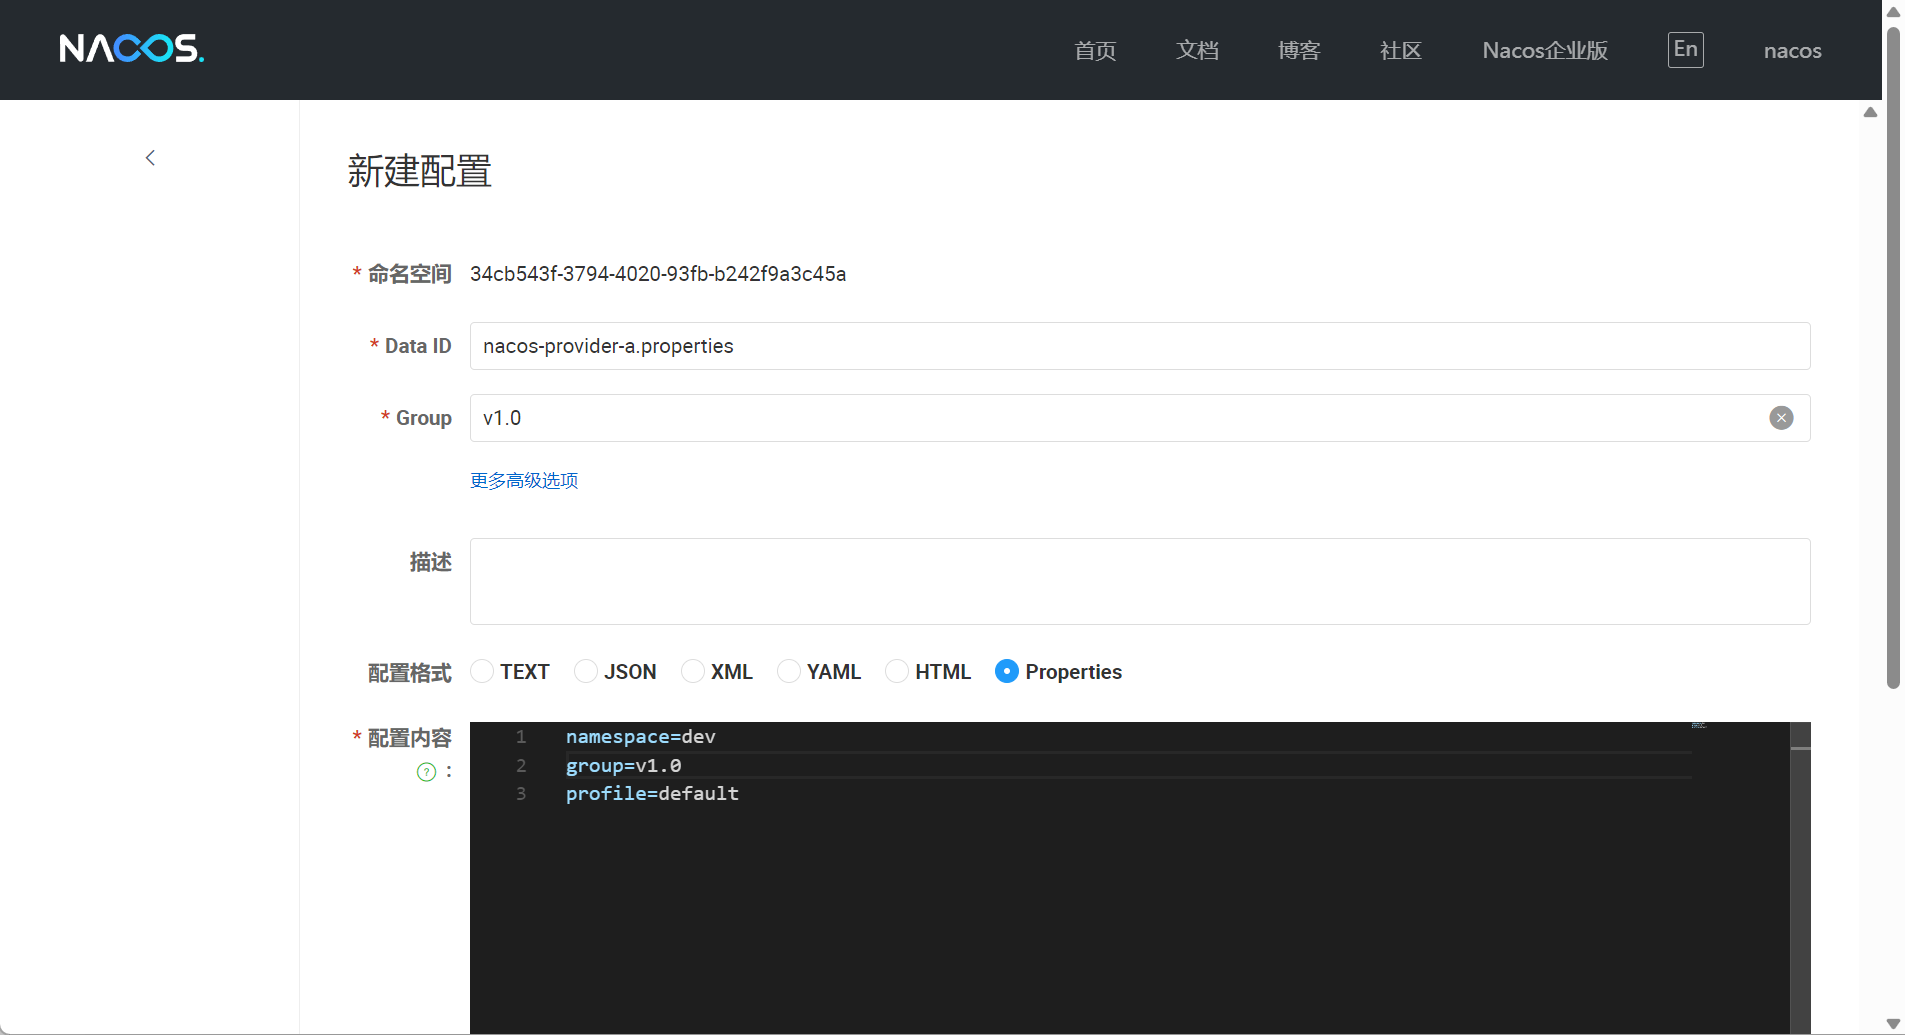 NACOS.
首页 文档 博客 社区 Nacos企业版 En nacos
新建配置
* 命名空间 34cb543f-3794-4020-93fb-b242f9a3c45a
* Data ID nacos-provider-a.properties
* Group v1.0
更多高级选项
描述
配置格式 TEXT JSON XML YAML HTML Properties
* 配置内容 ? :
1 namespace=dev
2 group=v1.0
3 profile=default